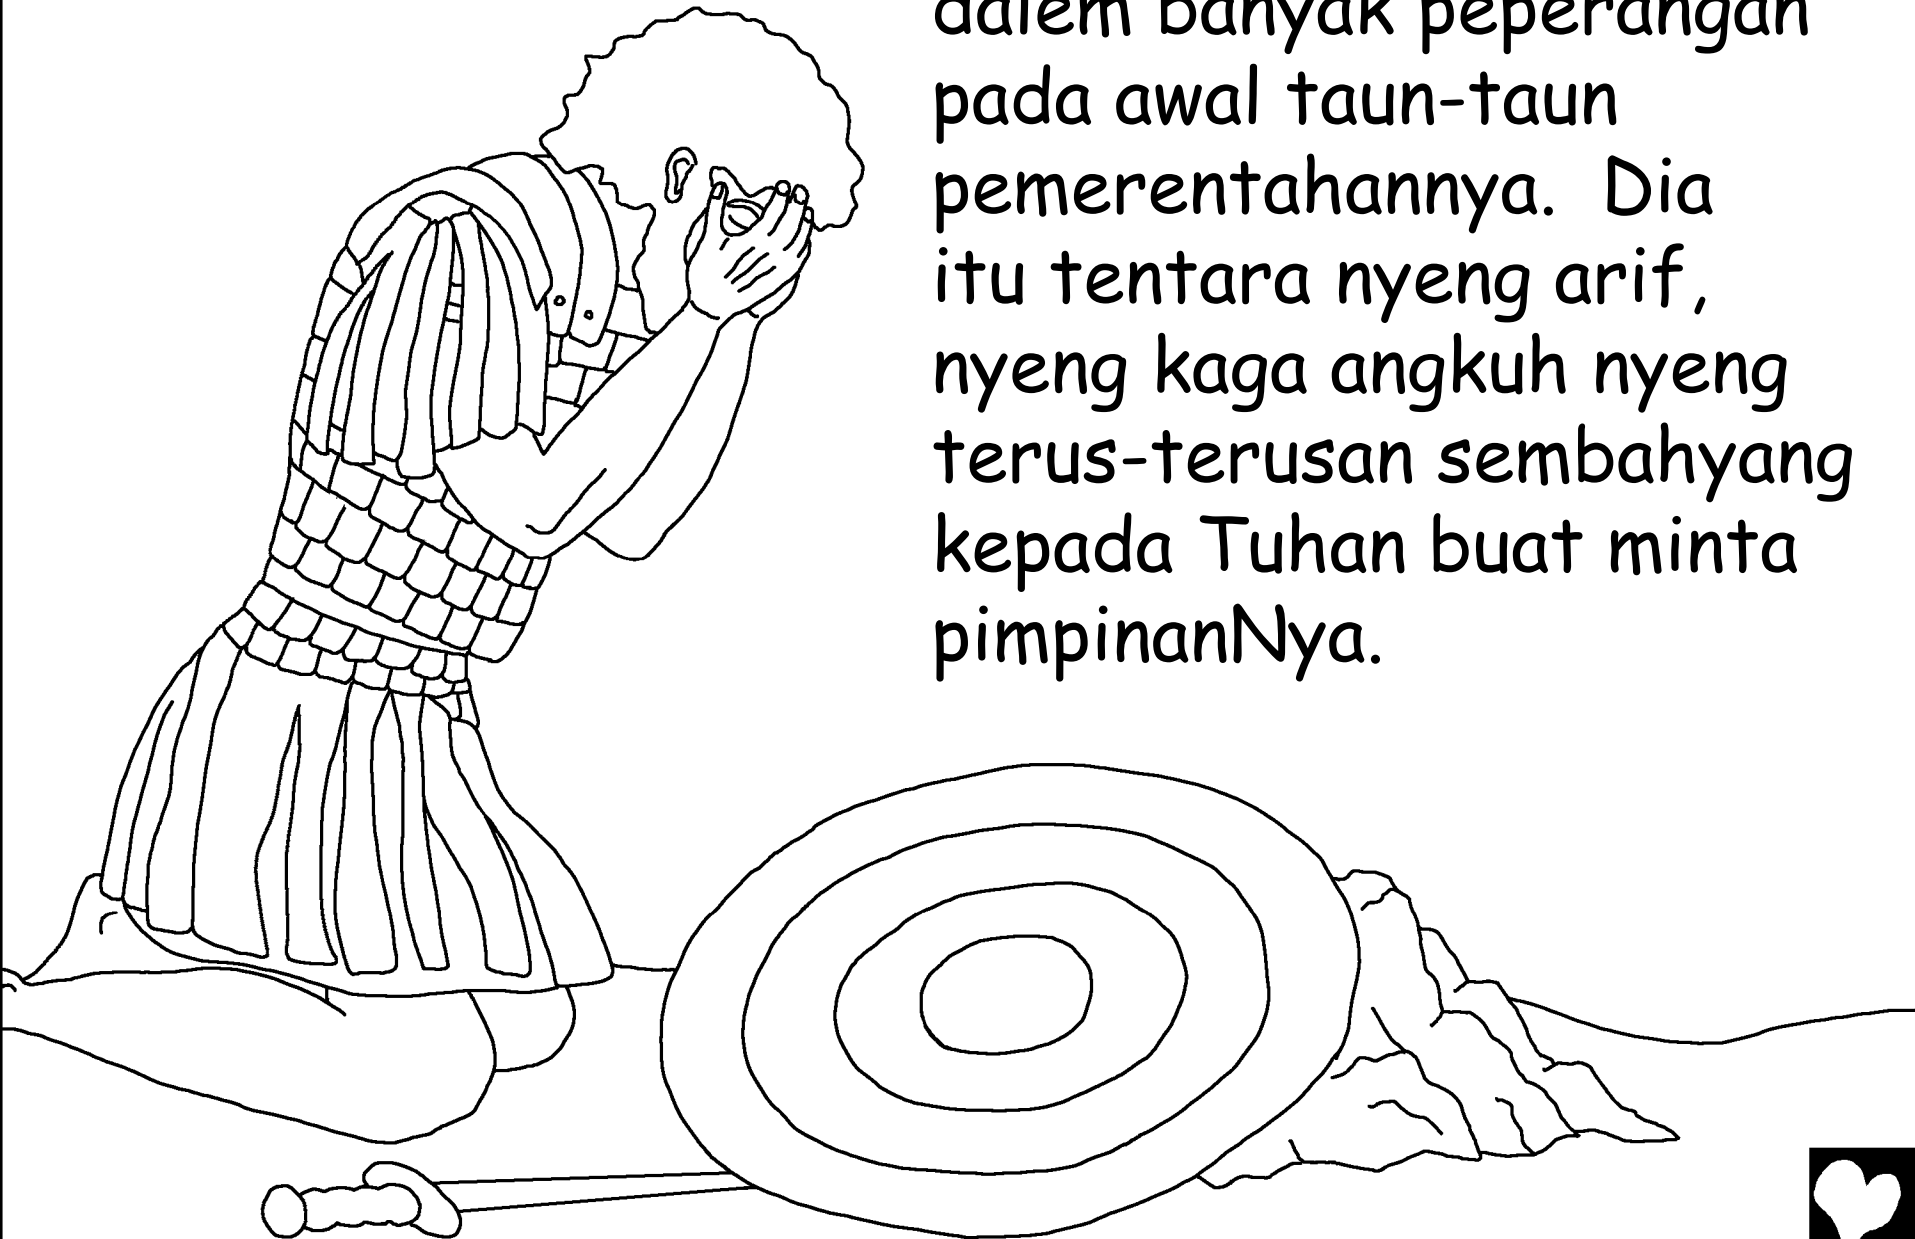 dalem banyak peperangan
pada awal taun-taun
pemerentahannya.  Dia
itu tentara nyeng arif,
nyeng kaga angkuh nyeng
terus-terusan sembahyang
kepada Tuhan buat minta
pimpinanNya.